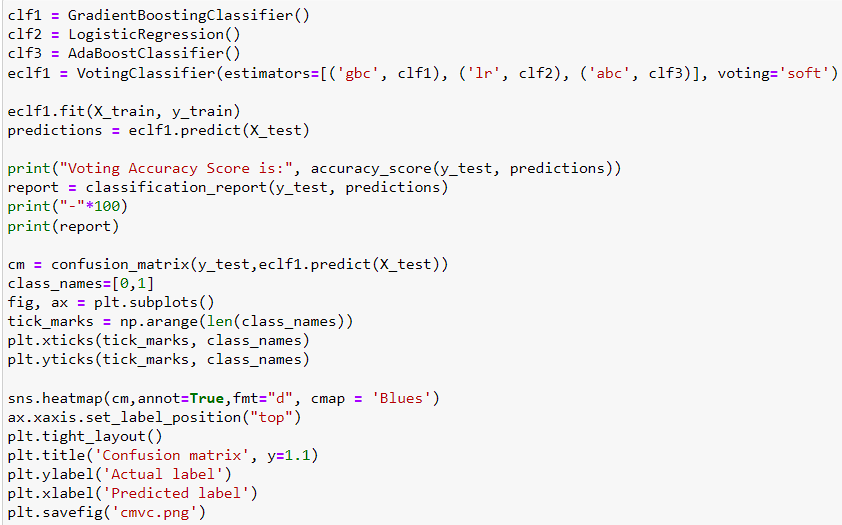 clf1 = GradientBoostingClassifier()
clf2 = LogisticRegression()
clf3 = AdaBoostClassifier()
eclf1 = VotingClassifier(estimators=[('gbc', clf1), ('lr', clf2), ('abc', clf3)], voting='soft')
eclf1.fit(X_train, y_train)
predictions = eclf1.predict(X_test)
print("Voting Accuracy Score is:", accuracy_score(y_test, predictions))
report = classification_report(y_test, predictions)
print("-"*100)
print(report)
cm = confusion_matrix(y_test,eclf1.predict(X_test))
class_names=[0,1]
fig, ax = plt.subplots()
tick_marks = np.arange(len(class_names))
plt.xticks(tick_marks, class_names)
plt.yticks(tick_marks, class_names)
sns.heatmap(cm,annot=True,fmt="d", cmap = 'Blues')
ax.xaxis.set_label_position("top")
plt.tight_layout()
plt.title('Confusion matrix', y=1.1)
plt.ylabel('Actual label')
plt.xlabel('Predicted label')
plt.savefig('cmvc.png')